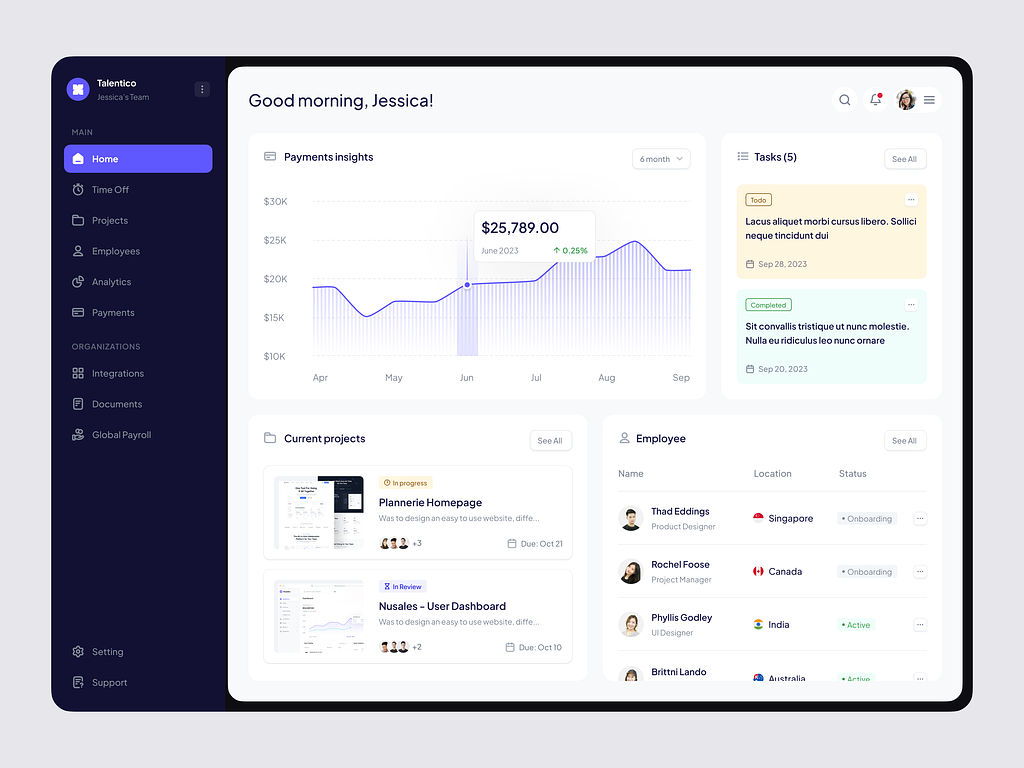 Talentico
Jessica's Team
MAIN
Home
Time Off
Projects
Employees
Analytics
Payments
ORGANIZATIONS
Integrations
Documents
Global Payroll
Setting
Support
Good morning, Jessica!
Payments insights
6 month
$30K
$25K
$20K
$15K
$10K
$25,789.00
June 2023
0.25%
Apr May Jun Jul Aug Sep
Tasks (5)
See All
Todo
Lacus aliquet morbi cursus libero. Sollici
neque tincidunt dui
Sep 28, 2023
Completed
Sit convallis tristique ut nunc molestie.
Nulla eu ridiculus leo nunc ornare
Sep 20, 2023
Current projects
See All
In progress
Plannerie Homepage
Was to design an easy to use website, diffe...
+3
Due: Oct 21
In Review
Nusales - User Dashboard
Was to design an easy to use website, diffe...
+2
Due: Oct 10
Employee
See All
Name Location Status
Thad Eddings
Product Designer
Singapore
Onboarding
Rochel Foose
Project Manager
Canada
Onboarding
Phyllis Godley
UI Designer
India
Active
Brittni Lando
Australia
Active